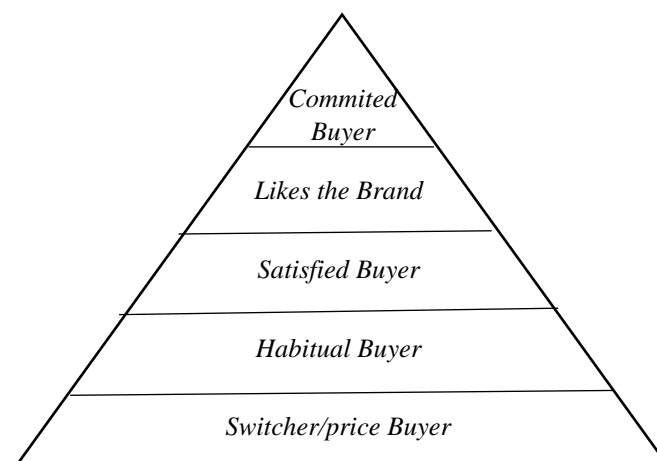 Commited
Buyer
Likes the Brand
Satisfied Buyer
Habitual Buyer
Switcher/price Buyer